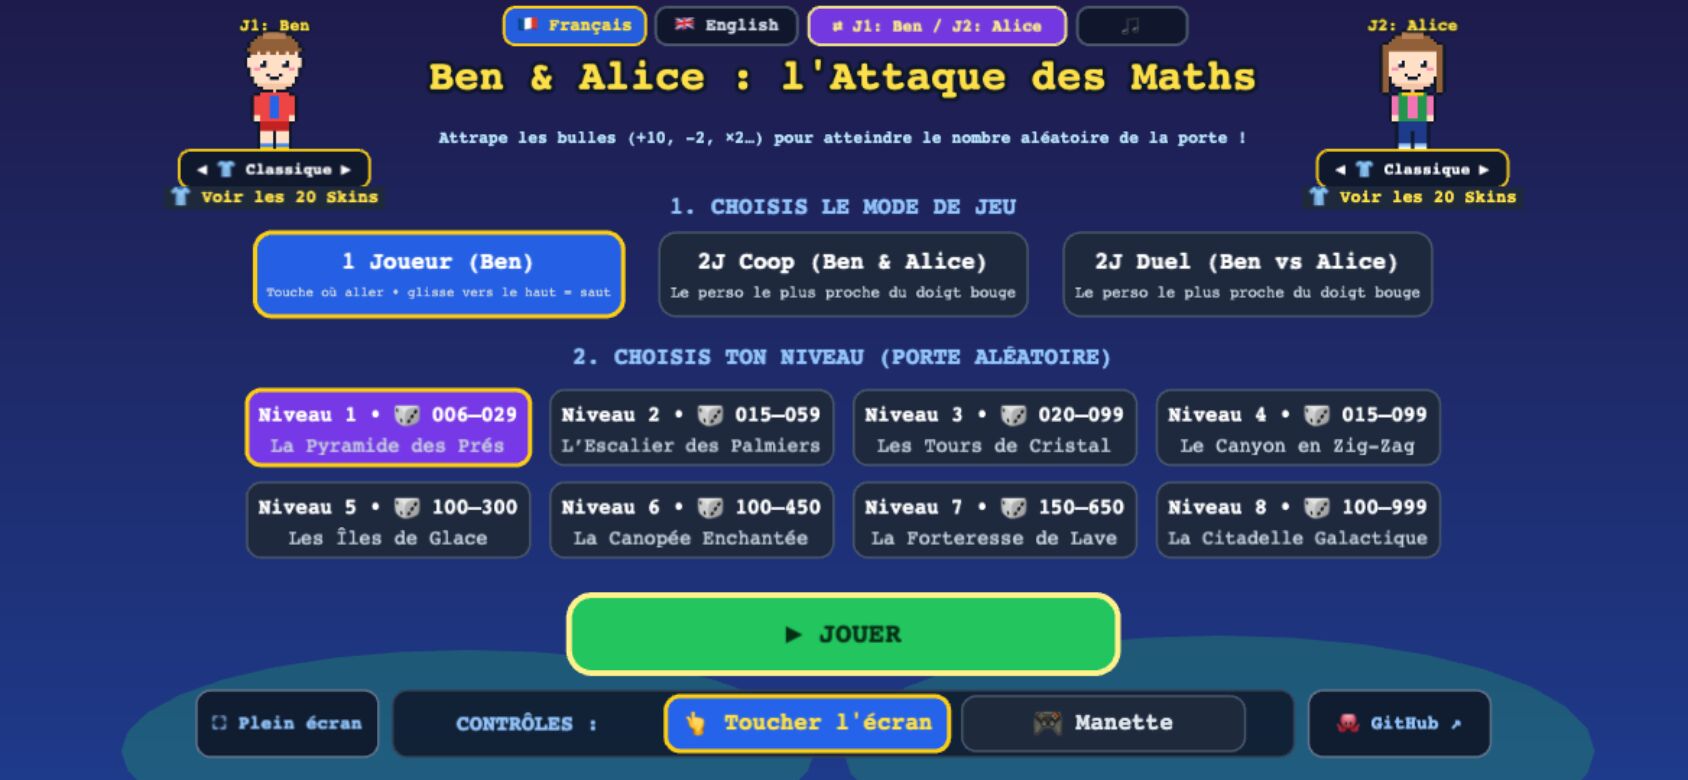 J1: Ben
Français
English
⇄ J1: Ben / J2: Alice
J2: Alice
Ben & Alice : l'Attaque des Maths
Attrape les bulles (+10, -2, ×2…) pour atteindre le nombre aléatoire de la porte !
◀ Classique ▶
Voir les 20 Skins
◀ Classique ▶
Voir les 20 Skins
1. CHOISIS LE MODE DE JEU
1 Joueur (Ben)
Touche où aller • glisse vers le haut = saut
2J Coop (Ben & Alice)
Le perso le plus proche du doigt bouge
2J Duel (Ben vs Alice)
Le perso le plus proche du doigt bouge
2. CHOISIS TON NIVEAU (PORTE ALÉATOIRE)
Niveau 1 • 🎲 006–029
La Pyramide des Prés
Niveau 2 • 🎲 015–059
L’Escalier des Palmiers
Niveau 3 • 🎲 020–099
Les Tours de Cristal
Niveau 4 • 🎲 015–099
Le Canyon en Zig-Zag
Niveau 5 • 🎲 100–300
Les Îles de Glace
Niveau 6 • 🎲 100–450
La Canopée Enchantée
Niveau 7 • 🎲 150–650
La Forteresse de Lave
Niveau 8 • 🎲 100–999
La Citadelle Galactique
▶ JOUER
Plein écran
CONTRÔLES :
Toucher l'écran
Manette
GitHub ↗